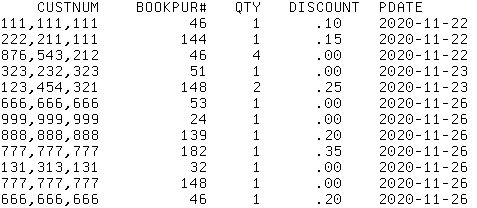 CUSTNUM BOOKPUR# QTY DISCOUNT PDATE
111,111,111 46 1 .10 2020-11-22
222,211,111 144 1 .15 2020-11-22
876,543,212 46 4 .00 2020-11-22
323,232,323 51 1 .00 2020-11-23
123,454,321 148 2 .25 2020-11-23
666,666,666 53 1 .00 2020-11-26
999,999,999 24 1 .00 2020-11-26
888,888,888 139 1 .20 2020-11-26
777,777,777 182 1 .35 2020-11-26
131,313,131 32 1 .00 2020-11-26
777,777,777 148 1 .00 2020-11-26
666,666,666 46 1 .20 2020-11-26